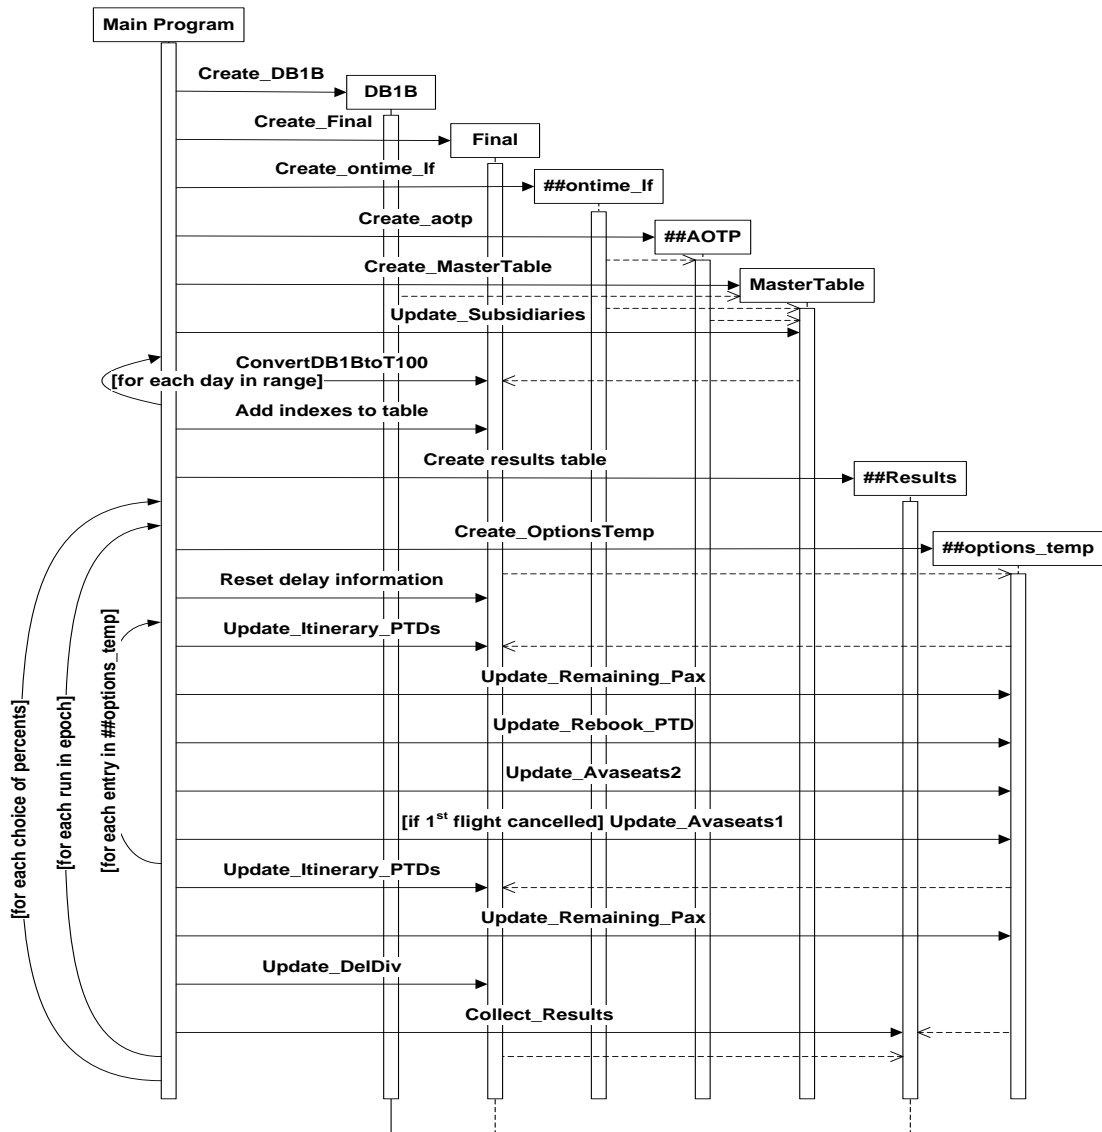 Main Program
Create_DB1B
DB1B
Create_Final
Final
Create_ontime_lf
##ontime_lf
Create_aotp
##AOTP
Create_MasterTable
MasterTable
Update_Subsidiaries
ConvertDB1BtoT100
[for each day in range]
Add indexes to table
Create results table
##Results
Create_OptionsTemp
##options_temp
Reset delay information
Update_Itinerary_PTDs
Update_Remaining_Pax
Update_Rebook_PTD
Update_Avaseats2
[if 1st flight cancelled] Update_Avaseats1
Update_Itinerary_PTDs
Update_Remaining_Pax
Update_DelDiv
Collect_Results
[for each choice of percents]
[for each run in epoch]
[for each entry in ##options_temp]